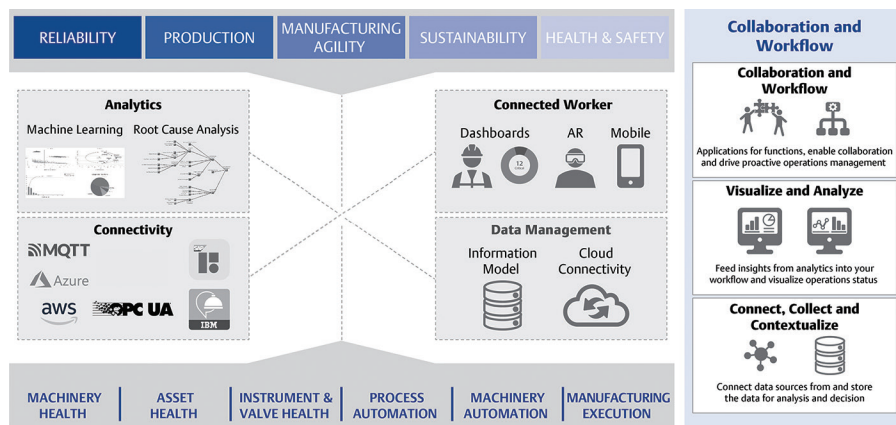 RELIABILITY
PRODUCTION
MANUFACTURING
AGILITY
SUSTAINABILITY
HEALTH & SAFETY
Analytics
Machine Learning
Root Cause Analysis
Connected Worker
Dashboards
AR
Mobile
12
Connectivity
MQTT
Azure
aws
OPC UA
SAP
IBM
Data Management
Information
Model
Cloud
Connectivity
MACHINERY
HEALTH
ASSET
HEALTH
INSTRUMENT &
VALVE HEALTH
PROCESS
AUTOMATION
MACHINERY
AUTOMATION
MANUFACTURING
EXECUTION
Collaboration and
Workflow
Collaboration and
Workflow
Applications for functions, enable collaboration
and drive proactive operations management
Visualize and Analyze
Feed insights from analytics into your
workflow and visualize operations status
Connect, Collect and
Contextualize
Connect data sources from and store
the data for analysis and decision